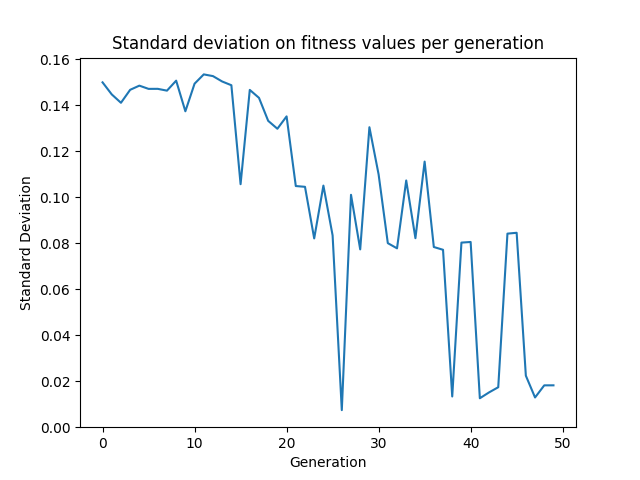 Standard deviation on fitness values per generation
0.16
0.14
0.12
0.10
0.08
0.06
0.04
0.02
0.00
Standard Deviation
0 10 20 30 40 50
Generation